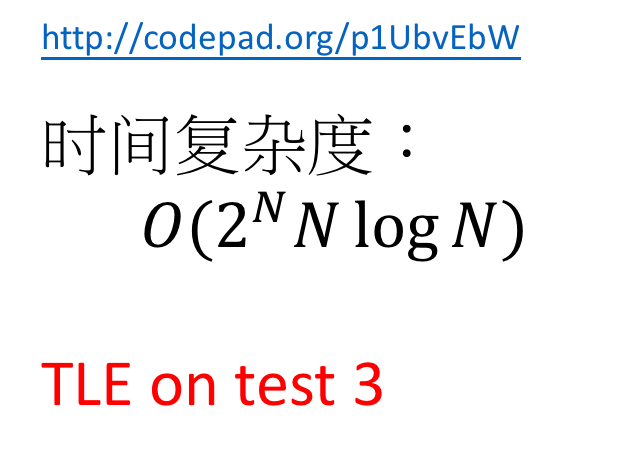 http://codepad.org/p1UbvEbW
时间复杂度：
𝑂(2^𝑁 𝑁 log 𝑁)
TLE on test 3